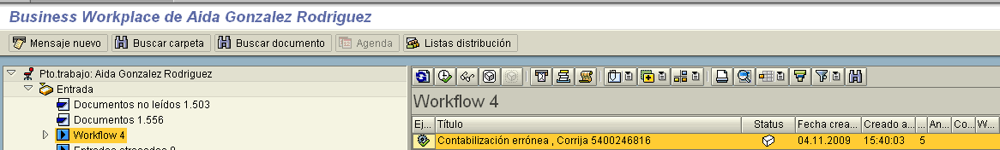 Business Workplace de Aida Gonzalez Rodriguez
Mensaje nuevo Buscar carpeta Buscar documento Agenda Listas distribución
Pto.trabajo: Aida Gonzalez Rodriguez
Entrada
Documentos no leídos 1.503
Documentos 1.556
Workflow 4
Workflow 4
Ej... Título Status Fecha crea... Creado a... ... An... Co... W...
Contabilización errónea , Corrija 5400246816 04.11.2009 15:40:03 5